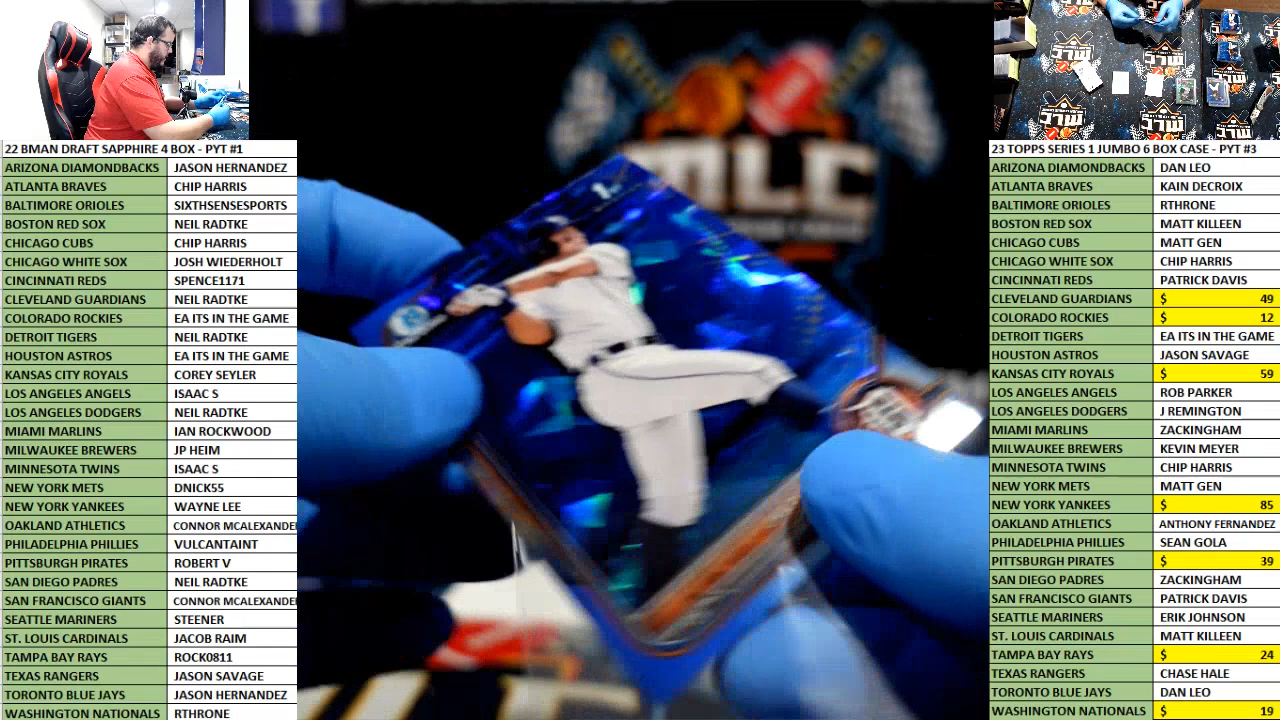 MLC
22 BMAN DRAFT SAPPHIRE 4 BOX - PYT #1
ARIZONA DIAMONDBACKS JASON HERNANDEZ
ATLANTA BRAVES CHIP HARRIS
BALTIMORE ORIOLES SIXTHSENSESPORTS
BOSTON RED SOX NEIL RADTKE
CHICAGO CUBS CHIP HARRIS
CHICAGO WHITE SOX JOSH WIEDERHOLT
CINCINNATI REDS SPENCE1171
CLEVELAND GUARDIANS NEIL RADTKE
COLORADO ROCKIES EA ITS IN THE GAME
DETROIT TIGERS NEIL RADTKE
HOUSTON ASTROS EA ITS IN THE GAME
KANSAS CITY ROYALS COREY SEYLER
LOS ANGELES ANGELS ISAAC S
LOS ANGELES DODGERS NEIL RADTKE
MIAMI MARLINS IAN ROCKWOOD
MILWAUKEE BREWERS JP HEIM
MINNESOTA TWINS ISAAC S
NEW YORK METS DNICK55
NEW YORK YANKEES WAYNE LEE
OAKLAND ATHLETICS CONNOR MCALEXANDE
PHILADELPHIA PHILLIES VULCANTAINT
PITTSBURGH PIRATES ROBERT V
SAN DIEGO PADRES NEIL RADTKE
SAN FRANCISCO GIANTS CONNOR MCALEXANDE
SEATTLE MARINERS STEENER
ST. LOUIS CARDINALS JACOB RAIM
TAMPA BAY RAYS ROCK0811
TEXAS RANGERS JASON SAVAGE
TORONTO BLUE JAYS JASON HERNANDEZ
WASHINGTON NATIONALS RTHRONE
23 TOPPS SERIES 1 JUMBO 6 BOX CASE - PYT #3
ARIZONA DIAMONDBACKS DAN LEO
ATLANTA BRAVES KAIN DECROIX
BALTIMORE ORIOLES RTHRONE
BOSTON RED SOX MATT KILLEEN
CHICAGO CUBS MATT GEN
CHICAGO WHITE SOX CHIP HARRIS
CINCINNATI REDS PATRICK DAVIS
CLEVELAND GUARDIANS $ 49
COLORADO ROCKIES $ 12
DETROIT TIGERS EA ITS IN THE GAME
HOUSTON ASTROS JASON SAVAGE
KANSAS CITY ROYALS $ 59
LOS ANGELES ANGELS ROB PARKER
LOS ANGELES DODGERS J REMINGTON
MIAMI MARLINS ZACKINGHAM
MILWAUKEE BREWERS KEVIN MEYER
MINNESOTA TWINS CHIP HARRIS
NEW YORK METS MATT GEN
NEW YORK YANKEES $ 85
OAKLAND ATHLETICS ANTHONY FERNANDEZ
PHILADELPHIA PHILLIES SEAN GOLA
PITTSBURGH PIRATES $ 39
SAN DIEGO PADRES ZACKINGHAM
SAN FRANCISCO GIANTS PATRICK DAVIS
SEATTLE MARINERS ERIK JOHNSON
ST. LOUIS CARDINALS MATT KILLEEN
TAMPA BAY RAYS $ 24
TEXAS RANGERS CHASE HALE
TORONTO BLUE JAYS DAN LEO
WASHINGTON NATIONALS $ 19